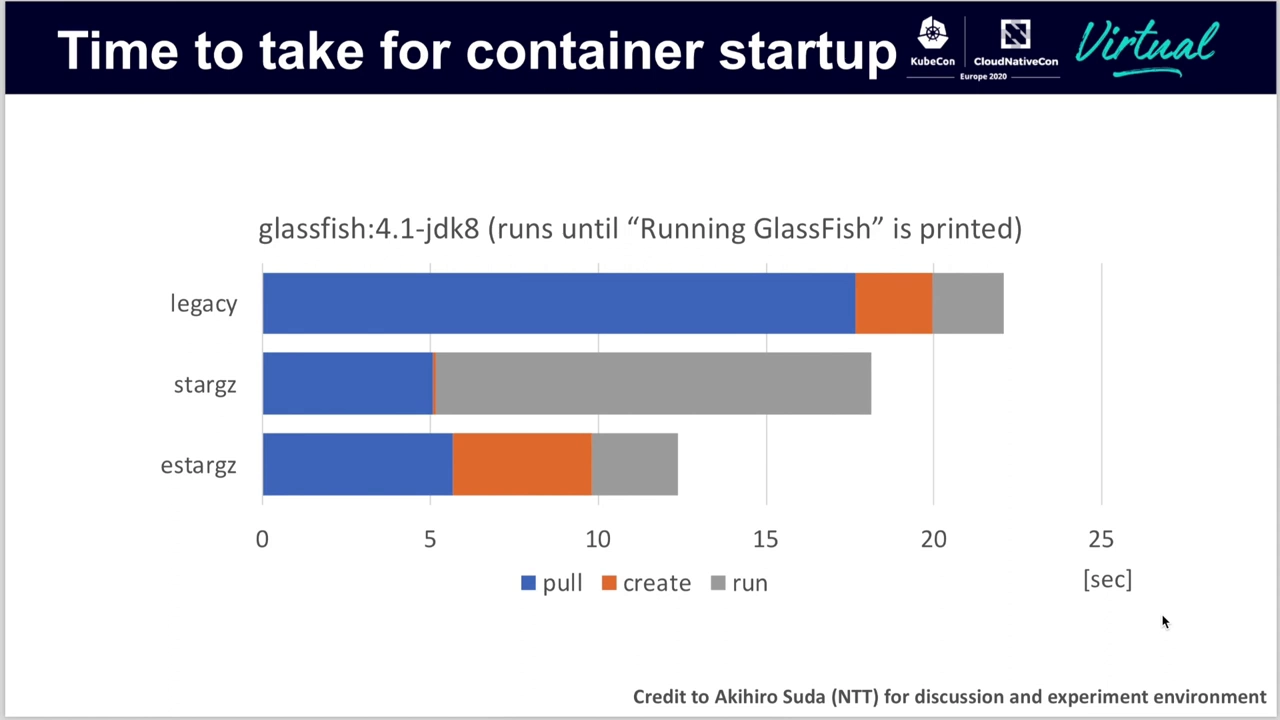 Time to take for container startup
KubeCon
CloudNativeCon
Europe 2020
Virtual
glassfish:4.1-jdk8 (runs until “Running GlassFish” is printed)
legacy
stargz
estargz
0 5 10 15 20 25
pull create run
[sec]
Credit to Akihiro Suda (NTT) for discussion and experiment environment